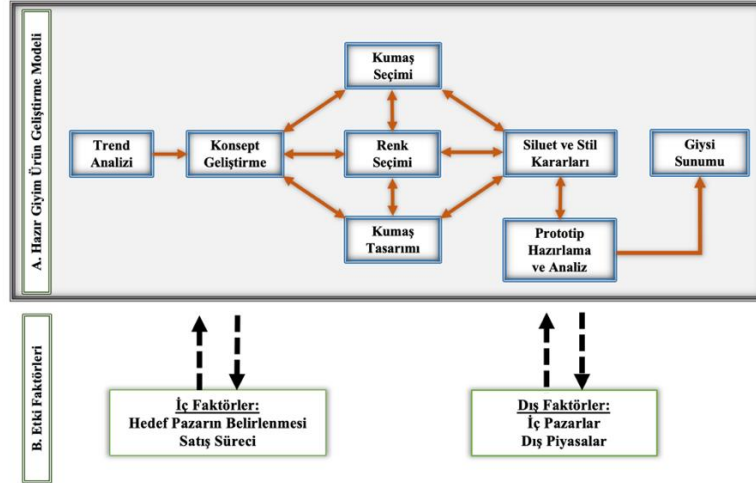 A. Hazır Giyim Ürün Geliştirme Modeli
Kumaş
Seçimi
Trend
Analizi
Konsept
Geliştirme
Renk
Seçimi
Siluet ve Stil
Kararları
Giysi
Sunumu
Kumaş
Tasarımı
Prototip
Hazırlama
ve Analiz
B. Etki Faktörleri
İç Faktörler:
Hedef Pazarın Belirlenmesi
Satış Süreci
Dış Faktörler:
İç Pazarlar
Dış Piyasalar